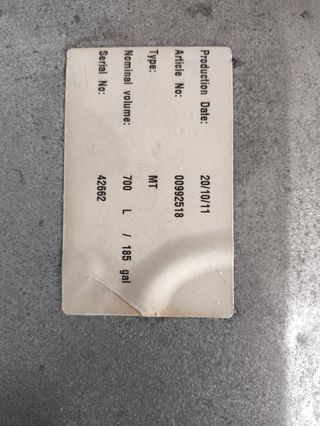 Production Date: 20/10/11
Article No: 00992518
Type: MT
Nominal volume: 700 L / 185 gal
Serial No: 42662